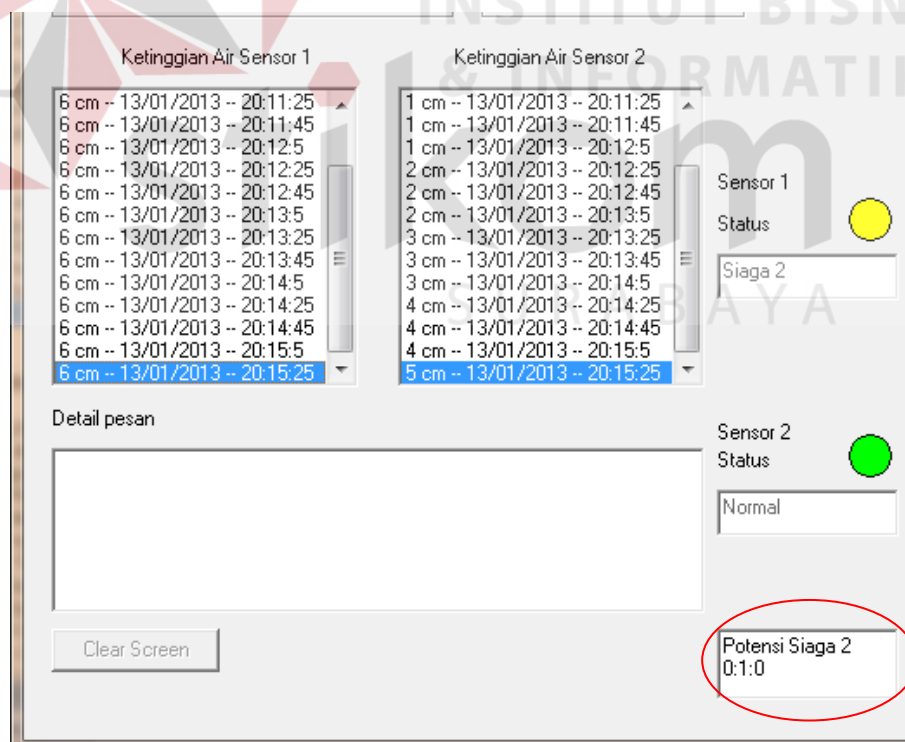 INSTITUT BISN
& INFORMATI
stikom
SURABAYA
Ketinggian Air Sensor 1
6 cm -- 13/01/2013 -- 20:11:25
6 cm -- 13/01/2013 -- 20:11:45
6 cm -- 13/01/2013 -- 20:12:5
6 cm -- 13/01/2013 -- 20:12:25
6 cm -- 13/01/2013 -- 20:12:45
6 cm -- 13/01/2013 -- 20:13:5
6 cm -- 13/01/2013 -- 20:13:25
6 cm -- 13/01/2013 -- 20:13:45
6 cm -- 13/01/2013 -- 20:14:5
6 cm -- 13/01/2013 -- 20:14:25
6 cm -- 13/01/2013 -- 20:14:45
6 cm -- 13/01/2013 -- 20:15:5
6 cm -- 13/01/2013 -- 20:15:25
Ketinggian Air Sensor 2
1 cm -- 13/01/2013 -- 20:11:25
1 cm -- 13/01/2013 -- 20:11:45
1 cm -- 13/01/2013 -- 20:12:5
2 cm -- 13/01/2013 -- 20:12:25
2 cm -- 13/01/2013 -- 20:12:45
2 cm -- 13/01/2013 -- 20:13:5
3 cm -- 13/01/2013 -- 20:13:25
3 cm -- 13/01/2013 -- 20:13:45
3 cm -- 13/01/2013 -- 20:14:5
4 cm -- 13/01/2013 -- 20:14:25
4 cm -- 13/01/2013 -- 20:14:45
4 cm -- 13/01/2013 -- 20:15:5
5 cm -- 13/01/2013 -- 20:15:25
Sensor 1
Status
Siaga 2
Detail pesan
Sensor 2
Status
Normal
Clear Screen
Potensi Siaga 2
0:1:0